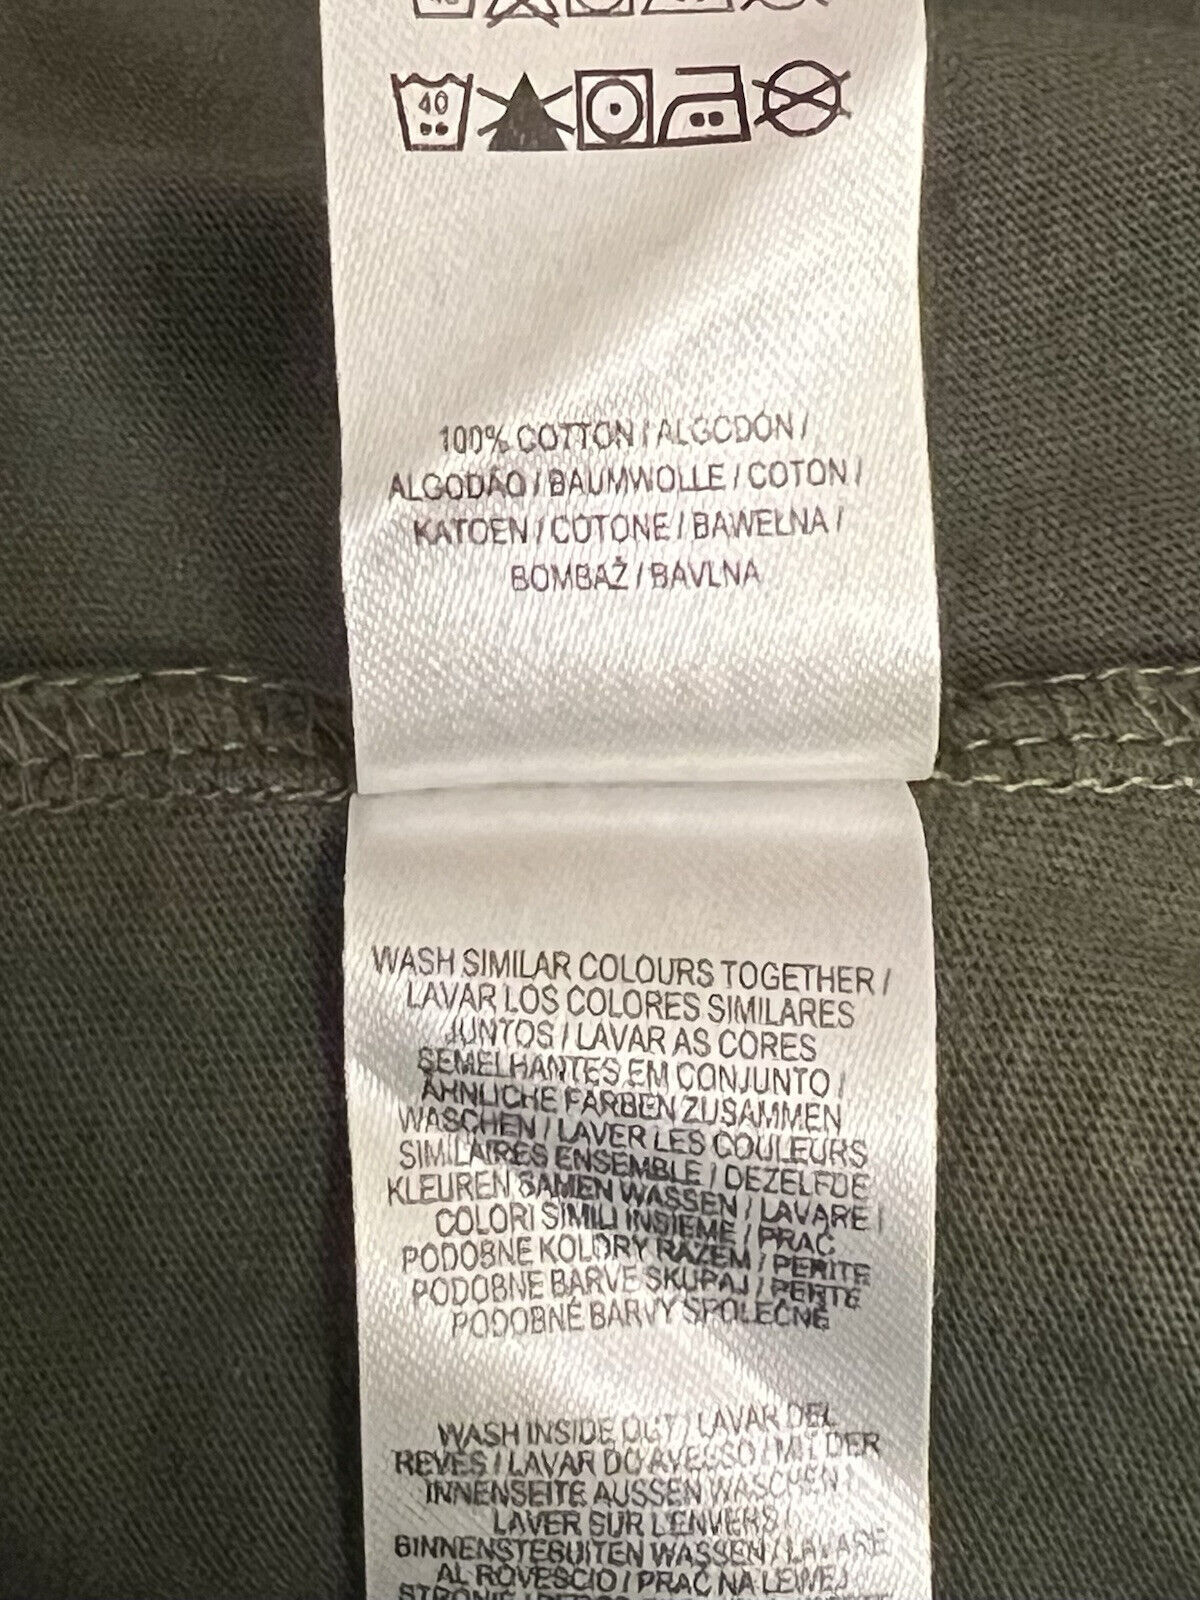 40
100% COTTON / ALGODÓN /
ALGODÃO / BAUMWOLLE / COTON /
KATOEN / COTONE / BAWEŁNA /
BOMBAŽ / BAVLNA
WASH SIMILAR COLOURS TOGETHER /
LAVAR LOS COLORES SIMILARES
JUNTOS / LAVAR AS CORES
SEMELHANTES EM CONJUNTO /
ÄHNLICHE FARBEN ZUSAMMEN
WASCHEN / LAVER LES COULEURS
SIMILAIRES ENSEMBLE / DEZELFDE
KLEUREN SAMEN WASSEN / LAVARE I
COLORI SIMILI INSIEME / PRAĆ
PODOBNE KOLORY RAZEM / PERITE
PODOBNE BARVE SKUPAJ / PERTE
PODOBNÉ BARVY SPOLEČNĚ
WASH INSIDE OUT / LAVAR DEL
REVÉS / LAVAR DO AVESSO / MIT DER
INNENSEITE AUSSEN WASCHEN /
LAVER SUR L'ENVERS /
BINNENSTEBUITEN WASSEN / LAVARE
AL ROVESCIO / PRAĆ NA LEWEJ
STRONIE /